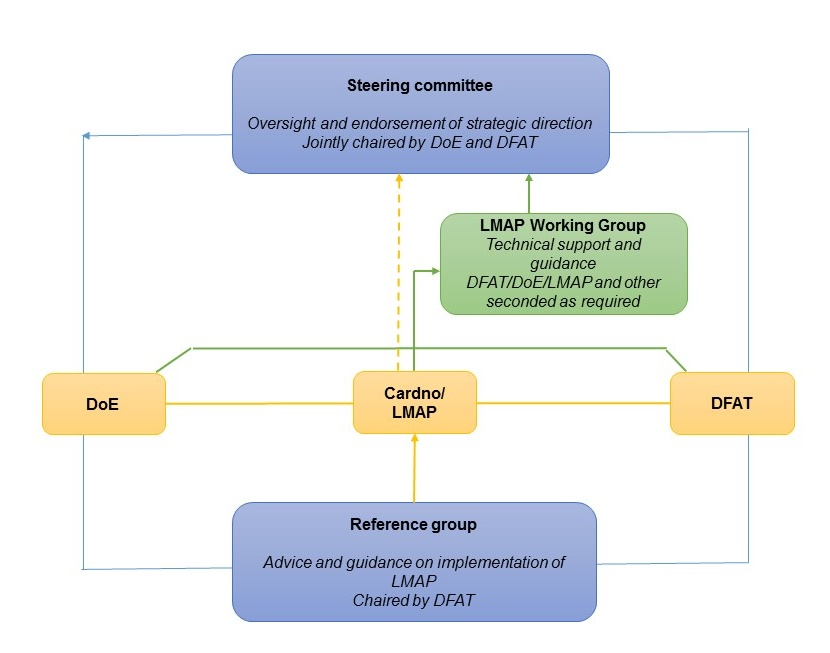 Steering committee
Oversight and endorsement of strategic direction
Jointly chaired by DoE and DFAT
LMAP Working Group
Technical support and
guidance
DFAT/DoE/LMAP and other
seconded as required
DoE
Cardno/
LMAP
DFAT
Reference group
Advice and guidance on implementation of
LMAP
Chaired by DFAT